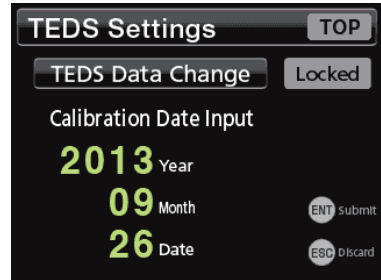 TEDS Settings TOP
TEDS Data Change Locked
Calibration Date Input
2013 Year
09 Month
ENT Submit
26 Date
ESC Discard